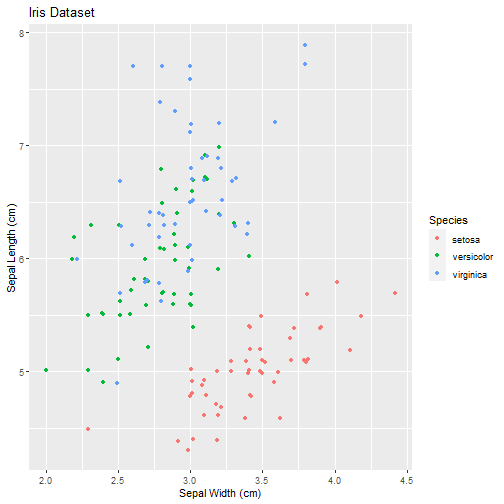 Iris Dataset
8
7
6
5
Sepal Length (cm)
2.0 2.5 3.0 3.5 4.0 4.5
Sepal Width (cm)
Species
setosa
versicolor
virginica